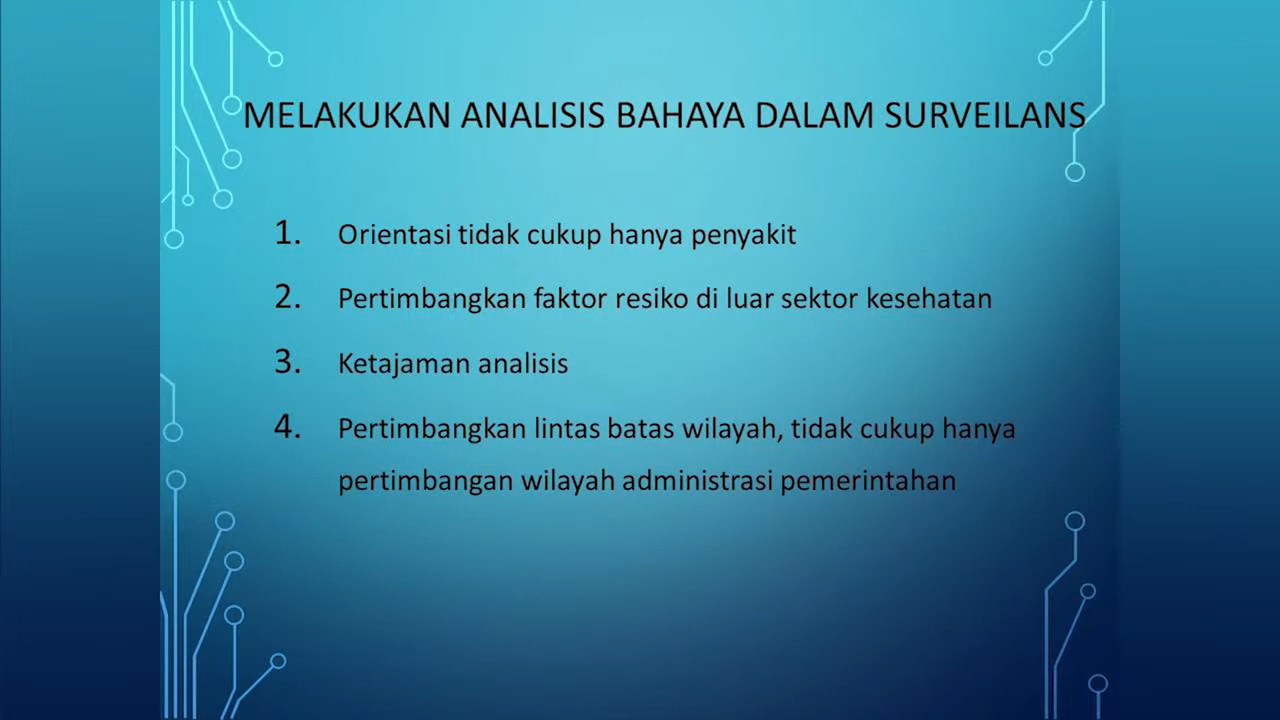 MELAKUKAN ANALISIS BAHAYA DALAM SURVEILANS
1. Orientasi tidak cukup hanya penyakit
2. Pertimbangkan faktor resiko di luar sektor kesehatan
3. Ketajaman analisis
4. Pertimbangkan lintas batas wilayah, tidak cukup hanya
pertimbangan wilayah administrasi pemerintahan